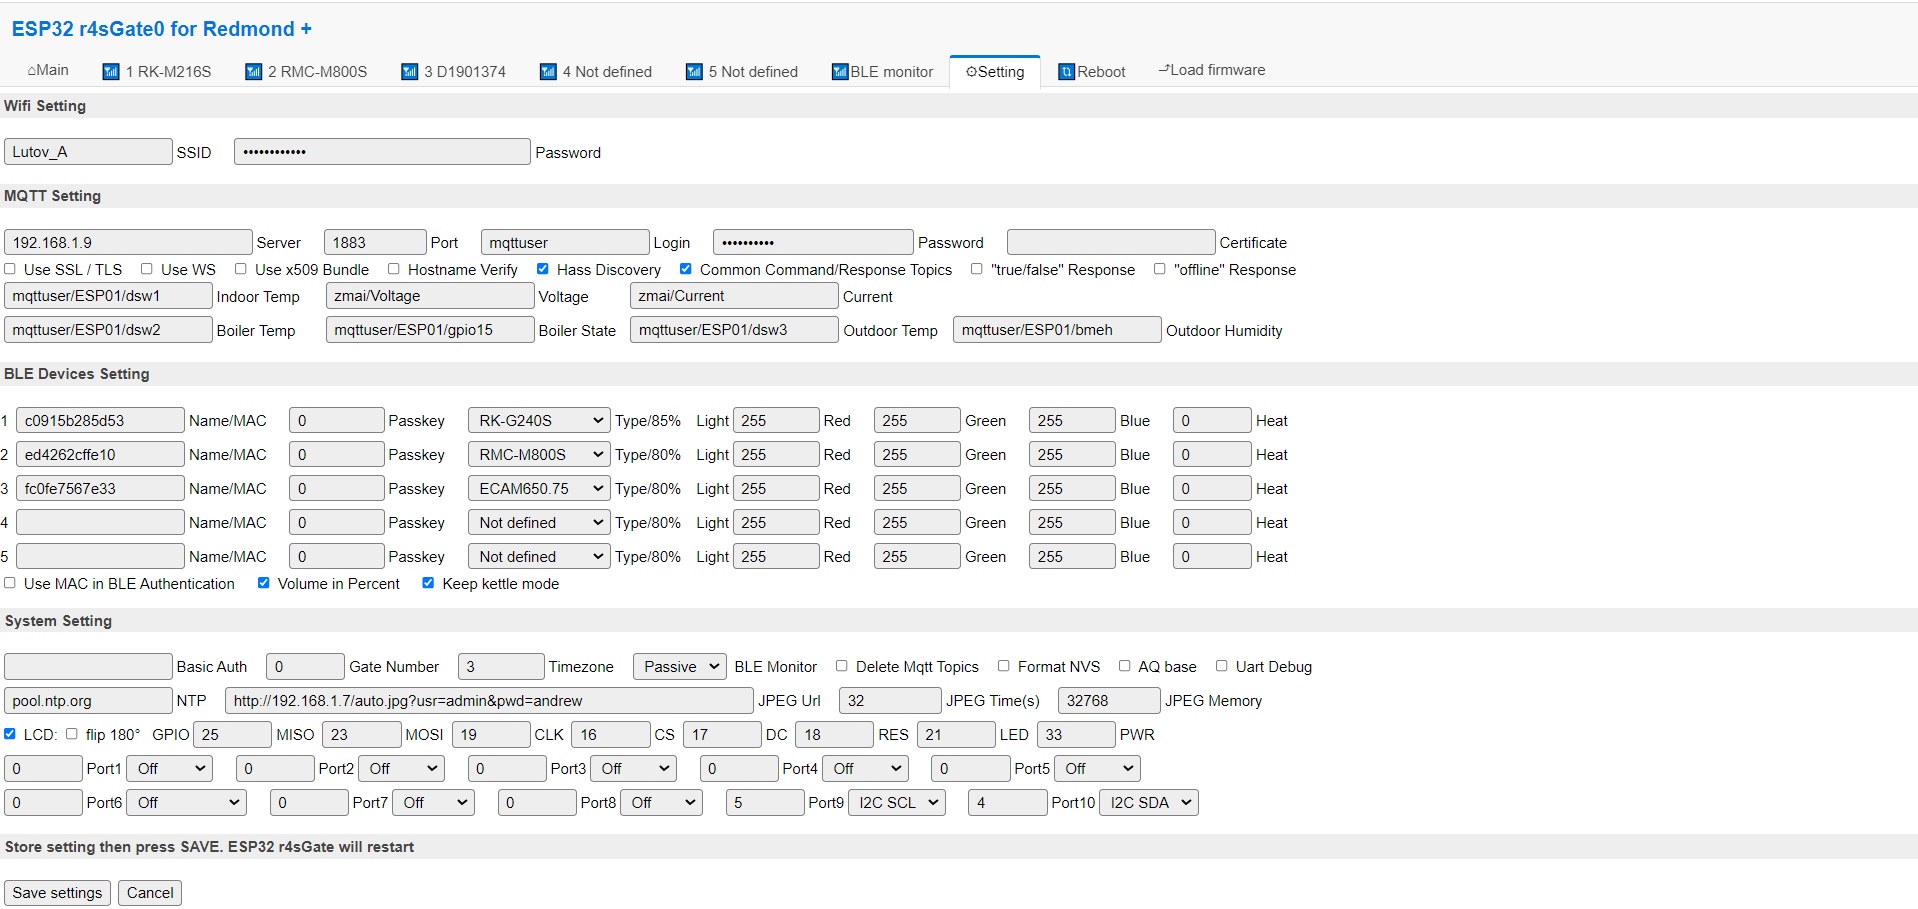 ESP32 r4sGate0 for Redmond +
⌂Main 1 RK-M216S 2 RMC-M800S 3 D1901374 4 Not defined 5 Not defined BLE monitor ⚙Setting Reboot Load firmware
Wifi Setting
Lutov_A SSID •••••••••••• Password
MQTT Setting
192.168.1.9 Server 1883 Port mqttuser Login •••••••••• Password Certificate
Use SSL / TLS Use WS Use x509 Bundle Hostname Verify Hass Discovery Common Command/Response Topics "true/false" Response "offline" Response
mqttuser/ESP01/dsw1 Indoor Temp zmai/Voltage Voltage zmai/Current Current
mqttuser/ESP01/dsw2 Boiler Temp mqttuser/ESP01/gpio15 Boiler State mqttuser/ESP01/dsw3 Outdoor Temp mqttuser/ESP01/bmeh Outdoor Humidity
BLE Devices Setting
1 c0915b285d53 Name/MAC 0 Passkey RK-G240S Type/85% Light 255 Red 255 Green 255 Blue 0 Heat
2 ed4262cffe10 Name/MAC 0 Passkey RMC-M800S Type/80% Light 255 Red 255 Green 255 Blue 0 Heat
3 fc0fe7567e33 Name/MAC 0 Passkey ECAM650.75 Type/80% Light 255 Red 255 Green 255 Blue 0 Heat
4 Name/MAC 0 Passkey Not defined Type/80% Light 255 Red 255 Green 255 Blue 0 Heat
5 Name/MAC 0 Passkey Not defined Type/80% Light 255 Red 255 Green 255 Blue 0 Heat
Use MAC in BLE Authentication Volume in Percent Keep kettle mode
System Setting
Basic Auth 0 Gate Number 3 Timezone Passive BLE Monitor Delete Mqtt Topics Format NVS AQ base Uart Debug
pool.ntp.org NTP http://192.168.1.7/auto.jpg?usr=admin&pwd=andrew JPEG Url 32 JPEG Time(s) 32768 JPEG Memory
LCD: flip 180° GPIO 25 MISO 23 MOSI 19 CLK 16 CS 17 DC 18 RES 21 LED 33 PWR
0 Port1 Off 0 Port2 Off 0 Port3 Off 0 Port4 Off 0 Port5 Off
0 Port6 Off 0 Port7 Off 0 Port8 Off 5 Port9 I2C SCL 4 Port10 I2C SDA
Store setting then press SAVE. ESP32 r4sGate will restart
Save settings Cancel